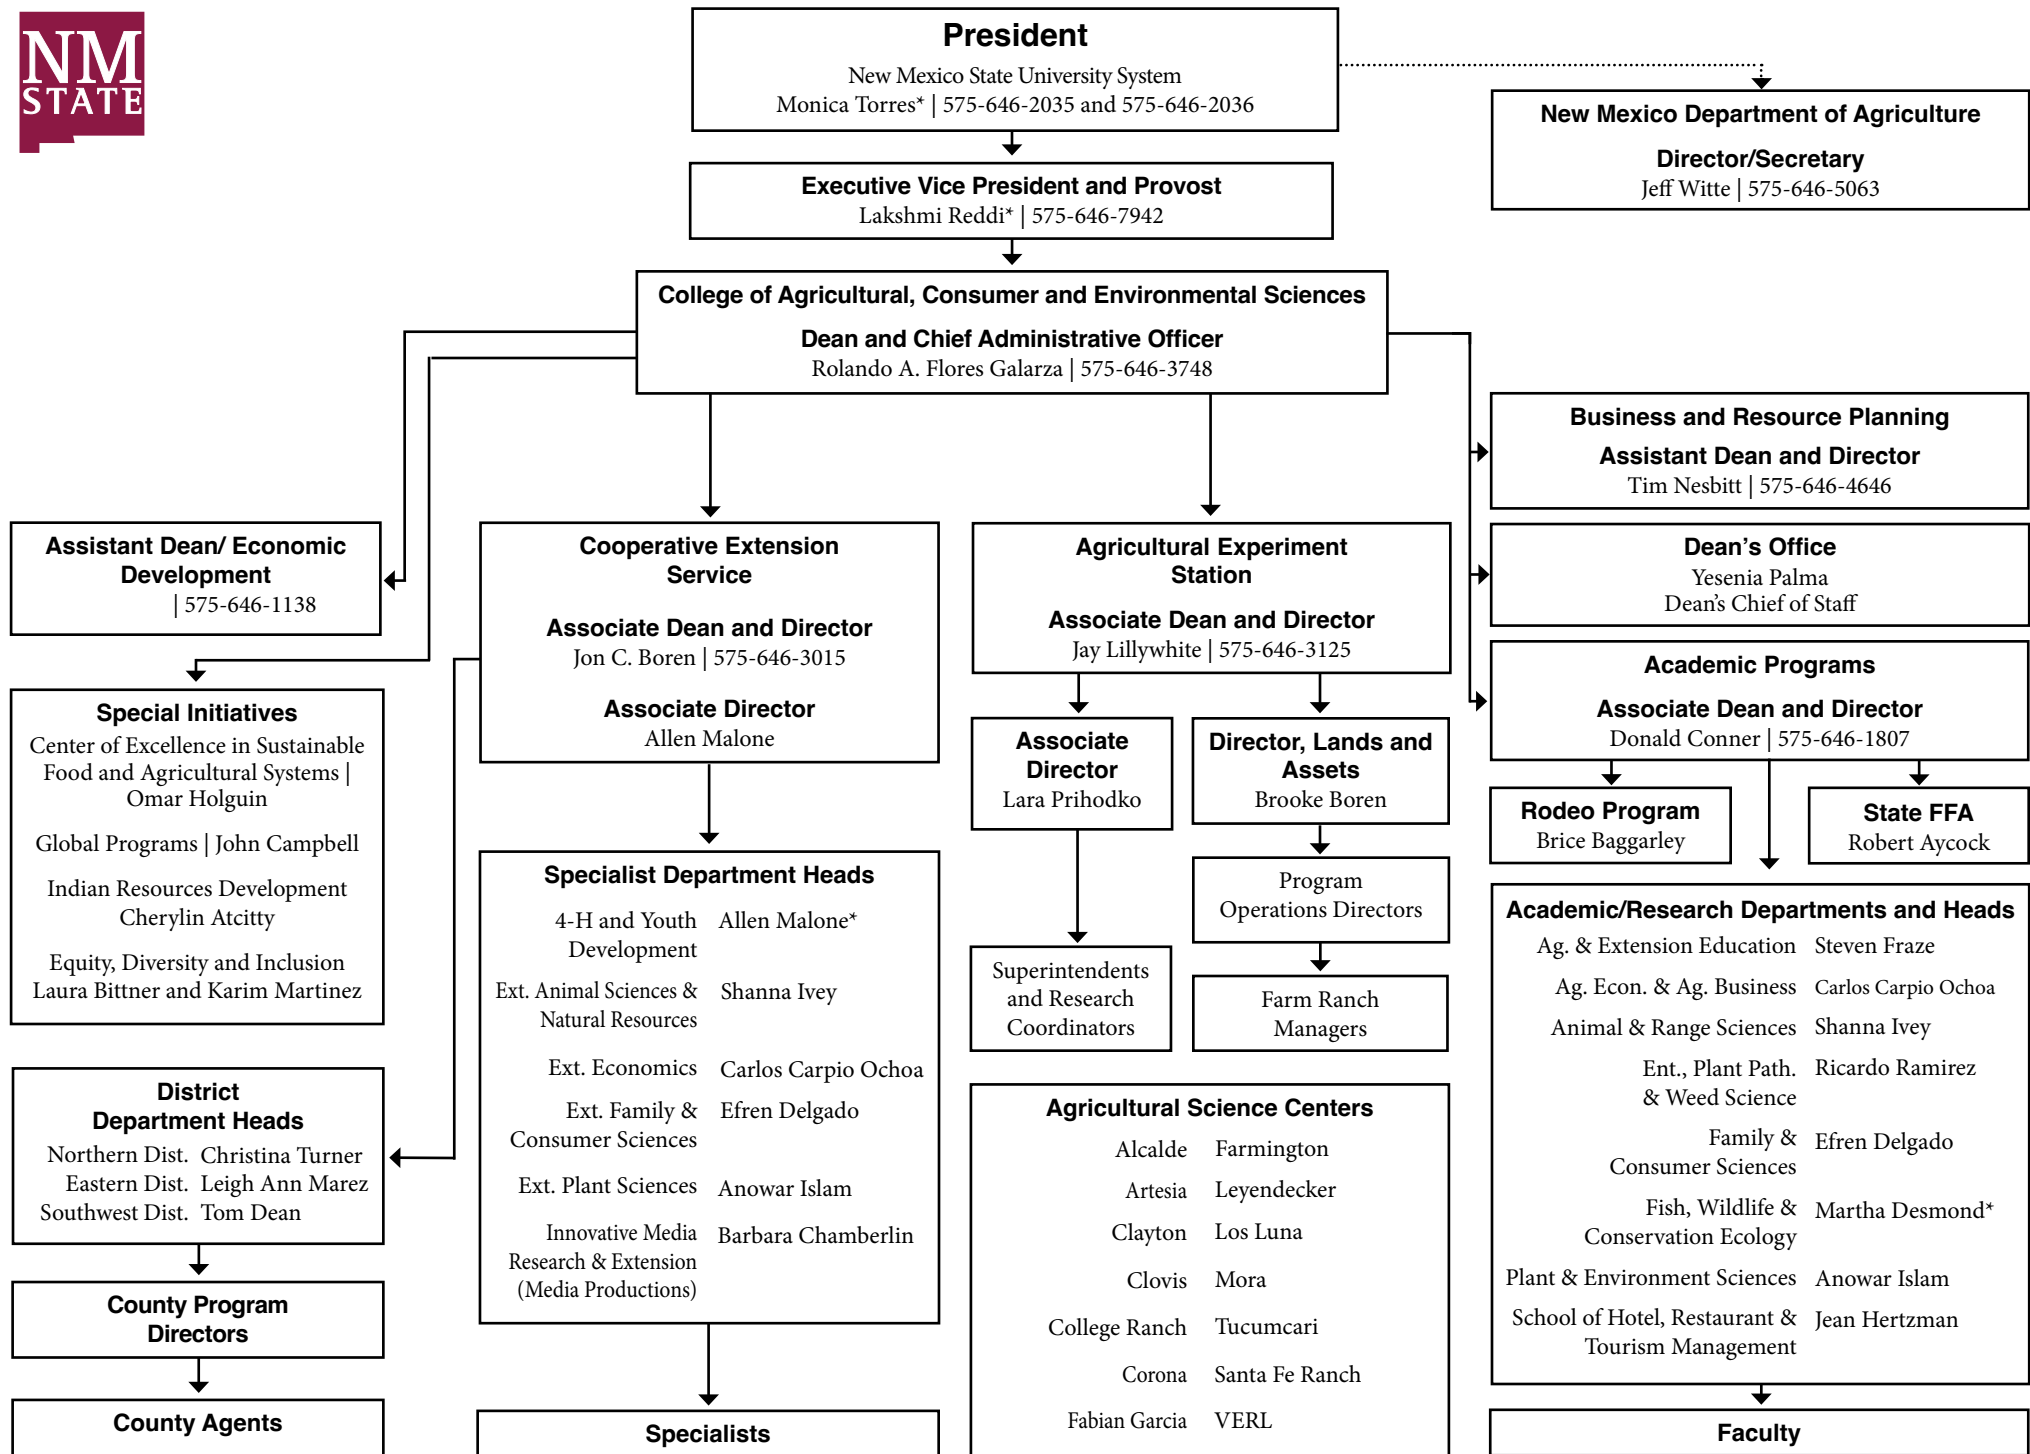 NM
STATE
President
New Mexico State University System
Monica Torres* | 575-646-2035 and 575-646-2036
New Mexico Department of Agriculture
Director/Secretary
Jeff Witte | 575-646-5063
Executive Vice President and Provost
Lakshmi Reddi* | 575-646-7942
College of Agricultural, Consumer and Environmental Sciences
Dean and Chief Administrative Officer
Rolando A. Flores Galarza | 575-646-3748
Business and Resource Planning
Assistant Dean and Director
Tim Nesbitt | 575-646-4646
Assistant Dean/ Economic
Development
| 575-646-1138
Cooperative Extension
Service
Associate Dean and Director
Jon C. Boren | 575-646-3015
Associate Director
Allen Malone
Agricultural Experiment
Station
Associate Dean and Director
Jay Lillywhite | 575-646-3125
Dean's Office
Yesenia Palma
Dean's Chief of Staff
Academic Programs
Associate Dean and Director
Donald Conner | 575-646-1807
Special Initiatives
Center of Excellence in Sustainable
Food and Agricultural Systems |
Omar Holguin
Global Programs | John Campbell
Indian Resources Development
Cherylin Atcitty
Equity, Diversity and Inclusion
Laura Bittner and Karim Martinez
Associate
Director
Lara Prihodko
Director, Lands and
Assets
Brooke Boren
Rodeo Program
Brice Baggarley
State FFA
Robert Aycock
Specialist Department Heads
4-H and Youth Allen Malone*
Development
Ext. Animal Sciences & Shanna Ivey
Natural Resources
Ext. Economics Carlos Carpio Ochoa
Ext. Family & Efren Delgado
Consumer Sciences
Ext. Plant Sciences Anowar Islam
Innovative Media Barbara Chamberlin
Research & Extension
(Media Productions)
Program
Operations Directors
Superintendents
and Research
Coordinators
Farm Ranch
Managers
Academic/Research Departments and Heads
Ag. & Extension Education Steven Fraze
Ag. Econ. & Ag. Business Carlos Carpio Ochoa
Animal & Range Sciences Shanna Ivey
Ent., Plant Path. Ricardo Ramirez
& Weed Science
Family & Efren Delgado
Consumer Sciences
Fish, Wildlife & Martha Desmond*
Conservation Ecology
Plant & Environment Sciences Anowar Islam
School of Hotel, Restaurant & Jean Hertzman
Tourism Management
District
Department Heads
Northern Dist. Christina Turner
Eastern Dist. Leigh Ann Marez
Southwest Dist. Tom Dean
Agricultural Science Centers
Alcalde Farmington
Artesia Leyendecker
Clayton Los Luna
Clovis Mora
College Ranch Tucumcari
Corona Santa Fe Ranch
Fabian Garcia VERL
County Program
Directors
County Agents
Specialists
Faculty